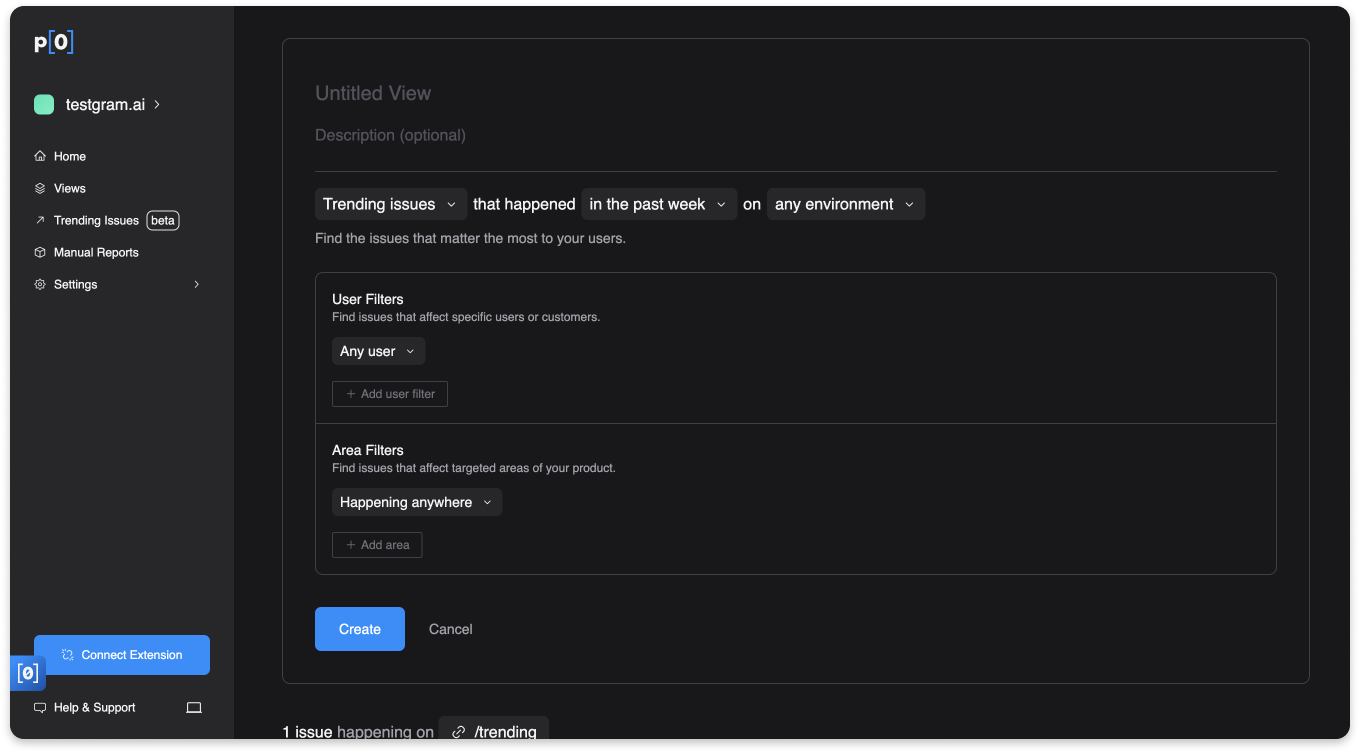 p[0]
testgram.ai
Home
Views
Trending Issues beta
Manual Reports
Settings
Connect Extension
[0]
Help & Support
Untitled View
Description (optional)
Trending issues that happened in the past week on any environment
Find the issues that matter the most to your users.
User Filters
Find issues that affect specific users or customers.
Any user
+ Add user filter
Area Filters
Find issues that affect targeted areas of your product.
Happening anywhere
+ Add area
Create Cancel
1 issue happening on /trending